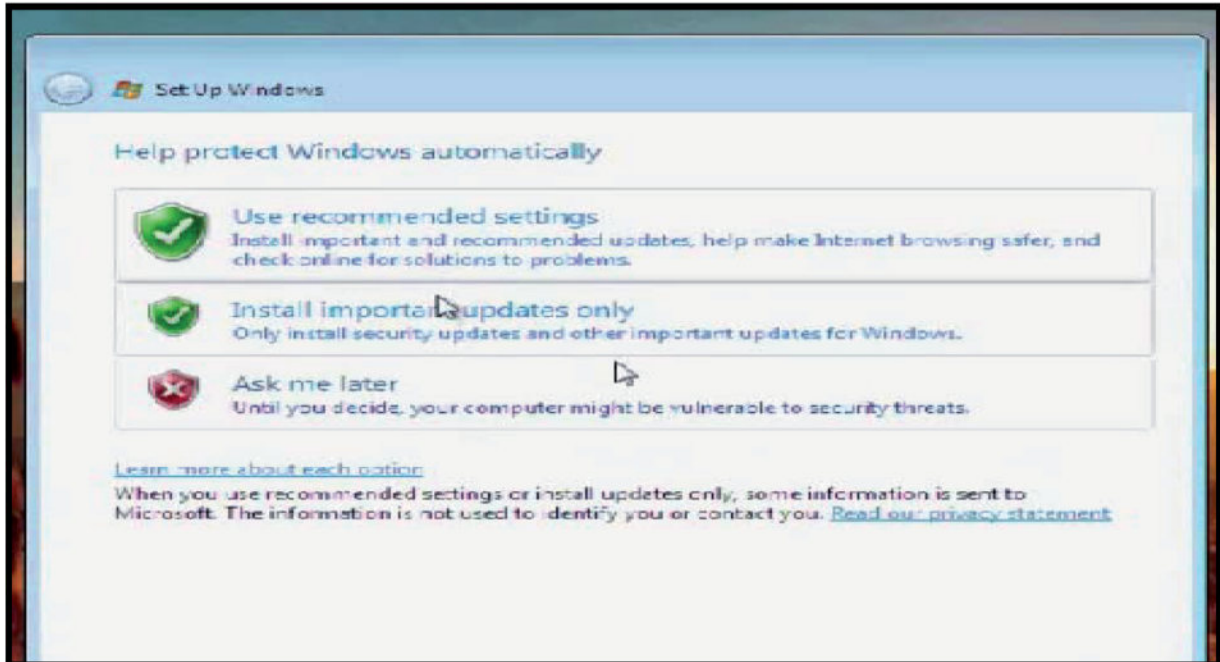 Set Up Windows
Help protect Windows automatically
Use recommended settings
Install important and recommended updates, help make Internet browsing safer, and
check online for solutions to problems.
Install important updates only
Only install security updates and other important updates for Windows.
Ask me later
Until you decide, your computer might be vulnerable to security threats.
Learn more about each option
When you use recommended settings or install updates only, some information is sent to
Microsoft. The information is not used to identify you or contact you. Read our privacy statement